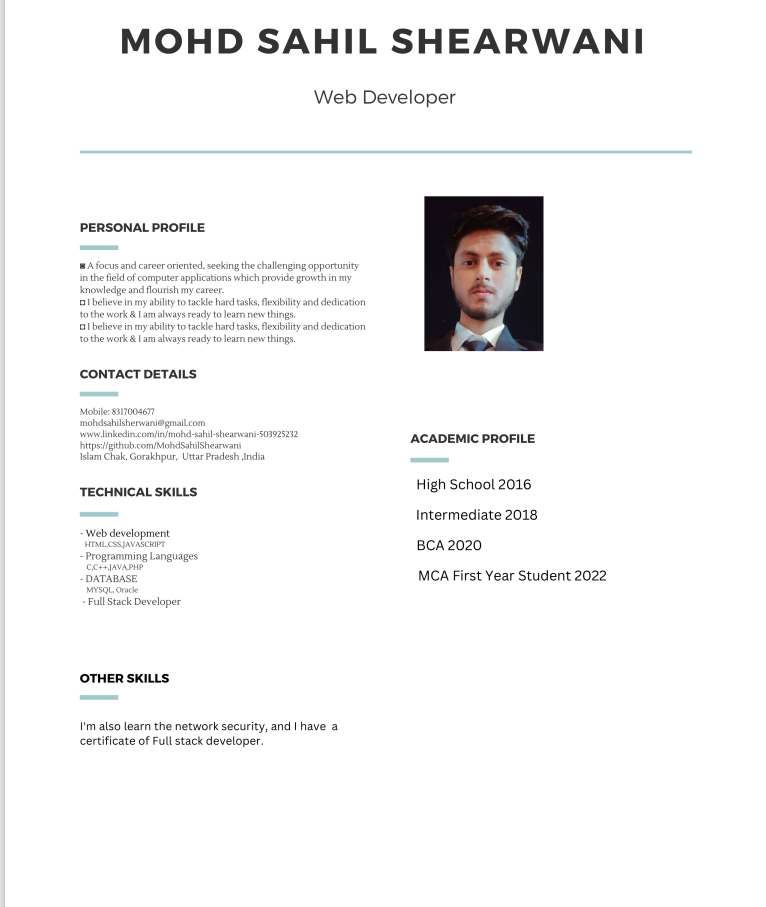 MOHD SAHIL SHEARWANI
Web Developer
PERSONAL PROFILE
◙ A focus and career oriented, seeking the challenging opportunity
in the field of computer applications which provide growth in my
knowledge and flourish my career.
◘ I believe in my ability to tackle hard tasks, flexibility and dedication
to the work & I am always ready to learn new things.
◘ I believe in my ability to tackle hard tasks, flexibility and dedication
to the work & I am always ready to learn new things.
CONTACT DETAILS
Mobile: 8317004677
mohdsahilsherwani@gmail.com
www.linkedin.com/in/mohd-sahil-shearwani-503925232
https://github.com/MohdSahilShearwani
Islam Chak, Gorakhpur, Uttar Pradesh ,India
TECHNICAL SKILLS
- Web development
HTML,CSS,JAVASCRIPT
- Programming Languages
C,C++,JAVA,PHP
- DATABASE
MYSQL, Oracle
- Full Stack Developer
OTHER SKILLS
I'm also learn the network security, and I have a
certificate of Full stack developer.
ACADEMIC PROFILE
High School 2016
Intermediate 2018
BCA 2020
MCA First Year Student 2022